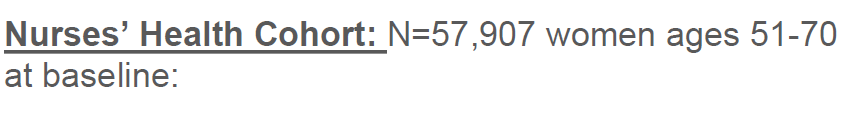 Nurses’ Health Cohort: N=57,907 women ages 51-70
at baseline: